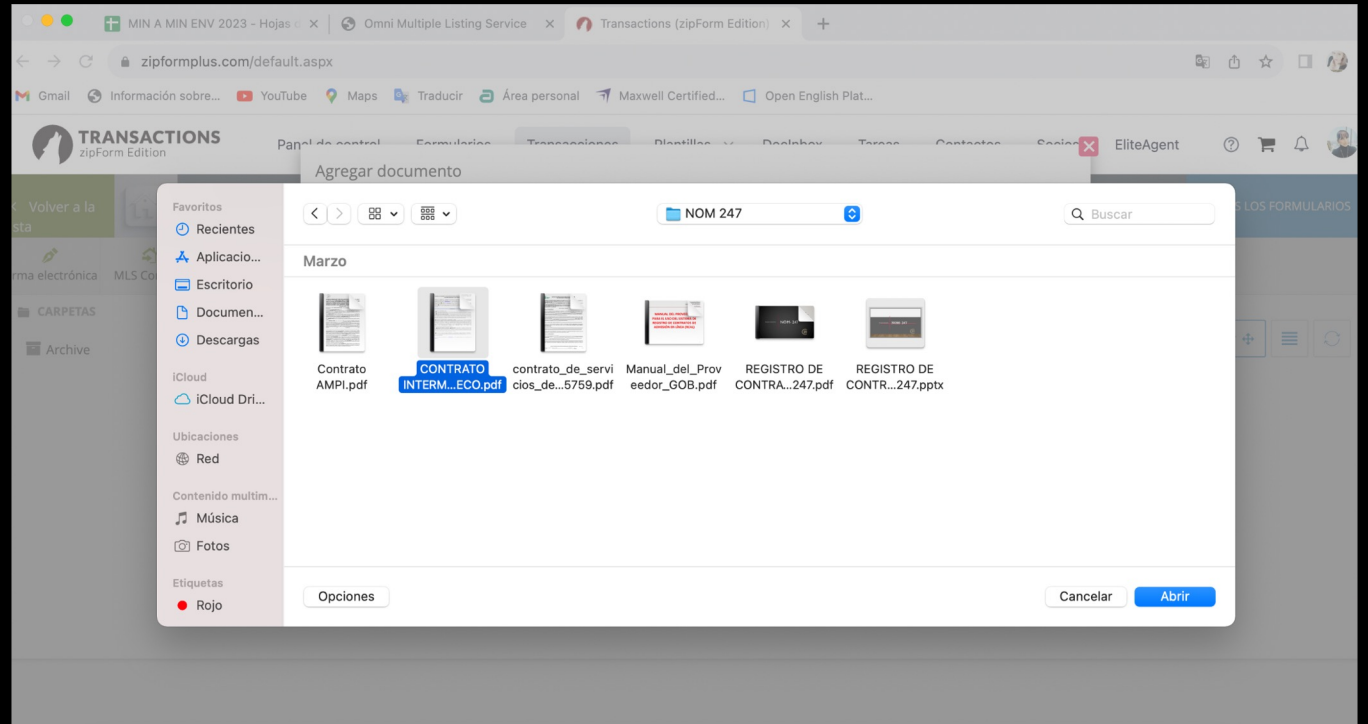 MIN A MIN ENV 2023 - Hojas c
Omni Multiple Listing Service
Transactions (zipForm Edition)
zipformplus.com/default.aspx
Gmail
Información sobre...
YouTube
Maps
Traducir
Área personal
Maxwell Certified...
Open English Plat...
TRANSACTIONS
zipForm Edition
Panel de control
Formularios
Transacciones
Plantillas
DocInbox
Tareas
Contactos
Socios
EliteAgent
Agregar documento
Volver a la
sta
S LOS FORMULARIOS
rma electrónica
MLS Co
CARPETAS
Archive
Favoritos
Recientes
Aplicacio...
Escritorio
Documen...
Descargas
iCloud
iCloud Dri...
Ubicaciones
Red
Contenido multim...
Música
Fotos
Etiquetas
Rojo
NOM 247
Buscar
Marzo
Contrato
AMPI.pdf
CONTRATO
INTERM...ECO.pdf
contrato_de_servi
cios_de...5759.pdf
Manual_del_Prov
eedor_GOB.pdf
REGISTRO DE
CONTRA...247.pdf
REGISTRO DE
CONTR...247.pptx
Opciones
Cancelar
Abrir